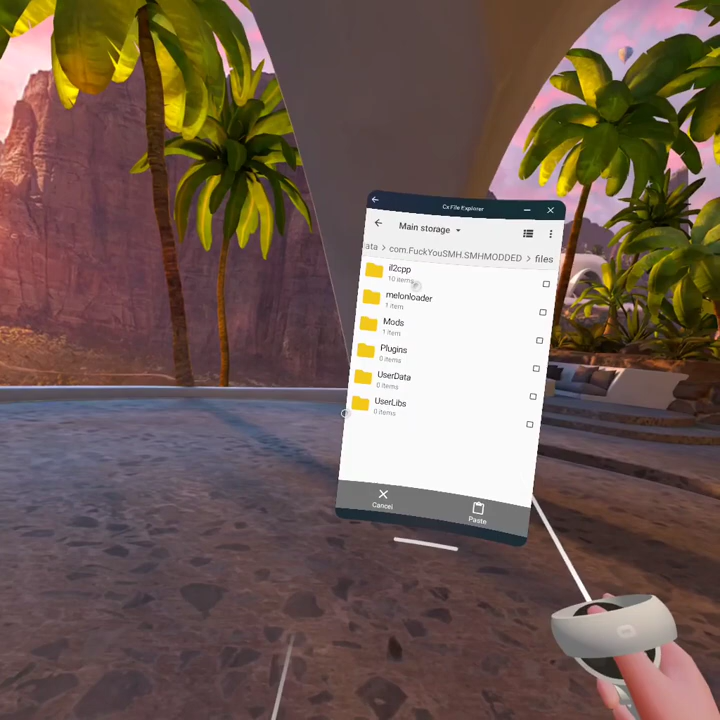 Cx File Explorer
Main storage
ata > com.FuckYouSMH.SMHMODDED > files
il2cpp
10 items
melonloader
1 item
Mods
1 item
Plugins
0 items
UserData
0 items
UserLibs
0 items
Cancel
Paste